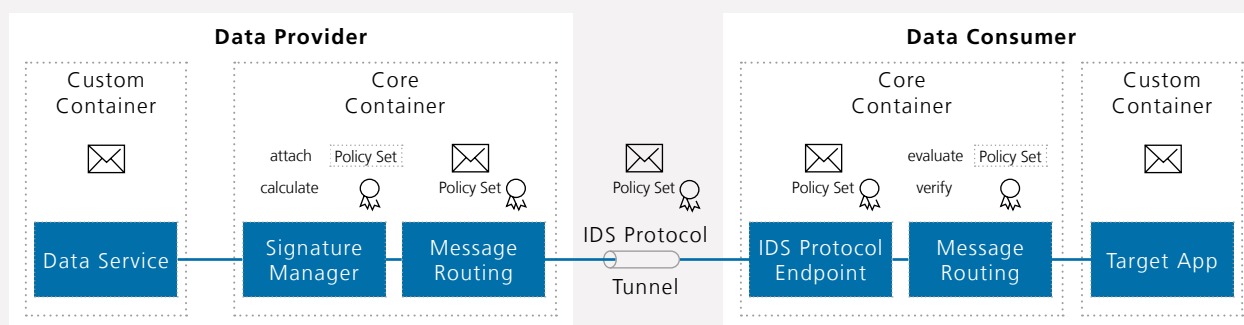 Data Provider
Custom
Container
Data Service
Core
Container
attach Policy Set
calculate
Signature
Manager
Policy Set
Message
Routing
Policy Set
IDS Protocol
Tunnel
Data Consumer
Core
Container
Policy Set
IDS Protocol
Endpoint
evaluate Policy Set
verify
Message
Routing
Custom
Container
Target App